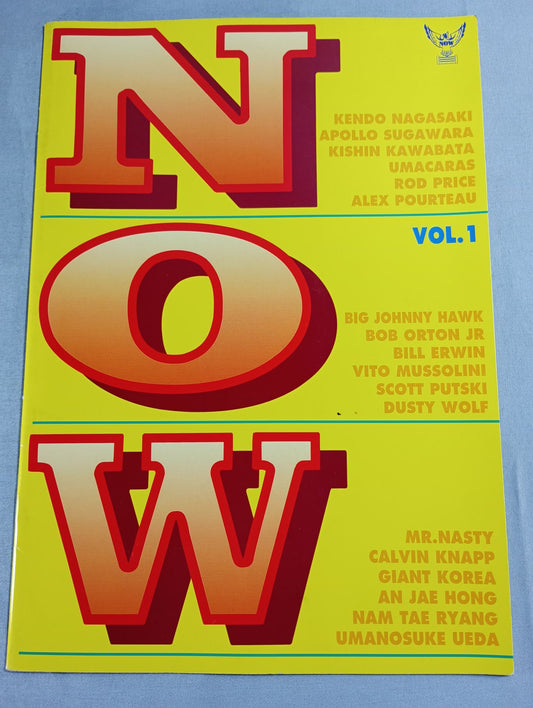 NOW
KENDO NAGASAKI
APOLLO SUGAWARA
KISHIN KAWABATA
UMACARAS
ROD PRICE
ALEX POURTEAU
N
VOL.1
BIG JOHNNY HAWK
BOB ORTON JR
BILL ERWIN
VITO MUSSOLINI
SCOTT PUTSKI
DUSTY WOLF
O
MR.NASTY
CALVIN KNAPP
GIANT KOREA
AN JAE HONG
NAM TAE RYANG
UMANOSUKE UEDA
W